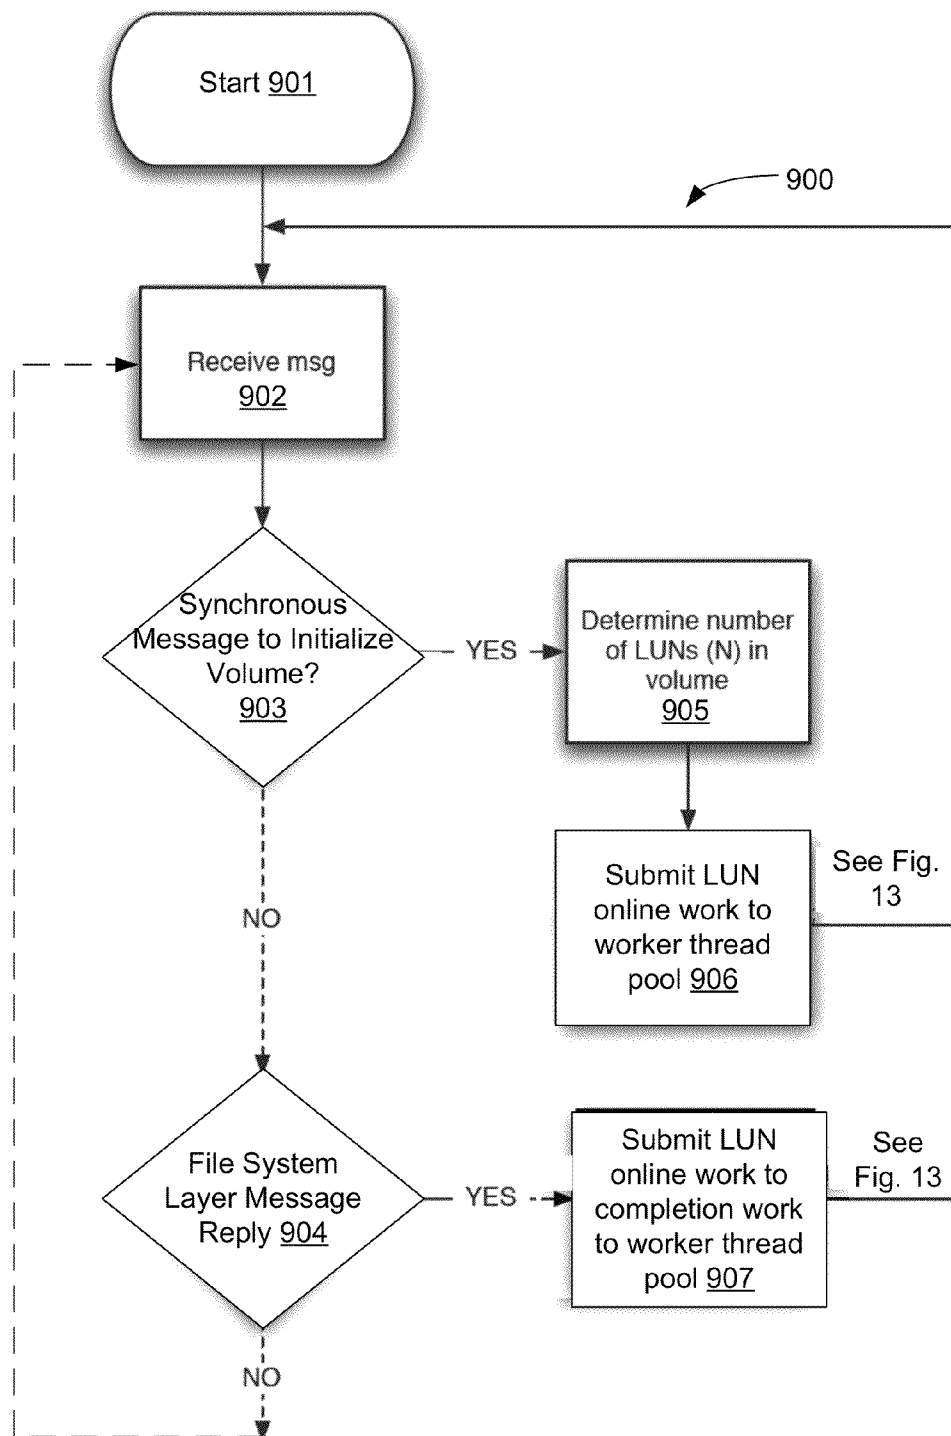 Start 901
900
Receive msg
902
Synchronous
Message to Initialize
Volume?
903
YES
Determine number
of LUNs (N) in
volume
905
Submit LUN
online work to
worker thread
pool 906
See Fig.
13
NO
File System
Layer Message
Reply 904
YES
Submit LUN
online work to
completion work
to worker thread
pool 907
See
Fig. 13
NO